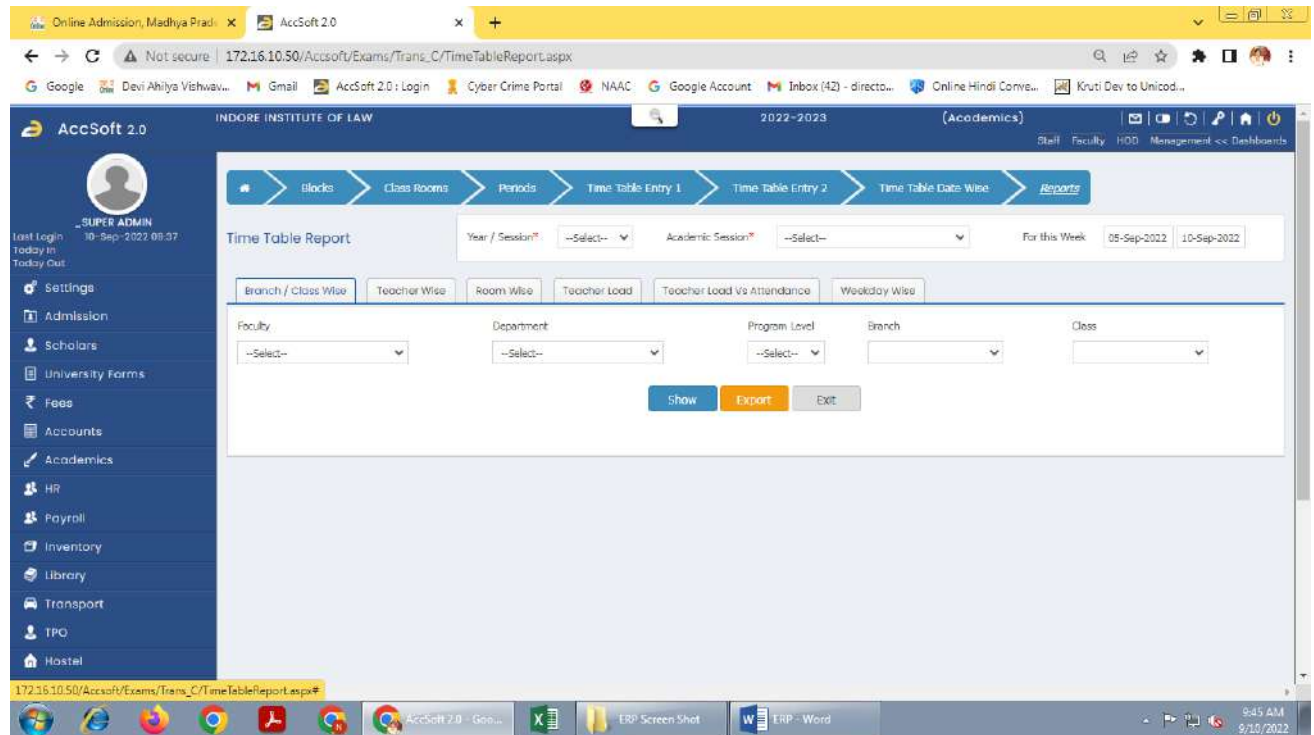 Online Admission, Madhya Prade
AccSoft 2.0
Not secure | 172.16.10.50/Accsoft/Exams/Trans_C/TimeTableReport.aspx
Google Devi Ahilya Vishwav... Gmail AccSoft 2.0 : Login Cyber Crime Portal NAAC Google Account Inbox (42) - directo... Online Hindi Conve... Kruti Dev to Unicod...
AccSoft 2.0
INDORE INSTITUTE OF LAW 2022-2023 (Academics)
Staff Faculty HOD Management << Dashboards
Blocks Class Rooms Periods Time Table Entry 1 Time Table Entry 2 Time Table Date Wise Reports
_SUPER ADMIN
Last Login 10-Sep-2022 09:37
Today In
Today Out
Time Table Report Year / Session* --Select-- Academic Session* --Select-- For this Week 05-Sep-2022 10-Sep-2022
Branch / Class Wise Teacher Wise Room Wise Teacher Load Teacher Load Vs Attendance Weekday Wise
Faculty Department Program Level Branch Class
--Select-- --Select-- --Select--
Show Export Exit
Settings
Admission
Scholars
University Forms
Fees
Accounts
Academics
HR
Payroll
Inventory
Library
Transport
TPO
Hostel
172.16.10.50/Accsoft/Exams/Trans_C/TimeTableReport.aspx#
AccSoft 2.0 - Goo... ERP Screen Shot ERP - Word
9:45 AM
9/10/2022